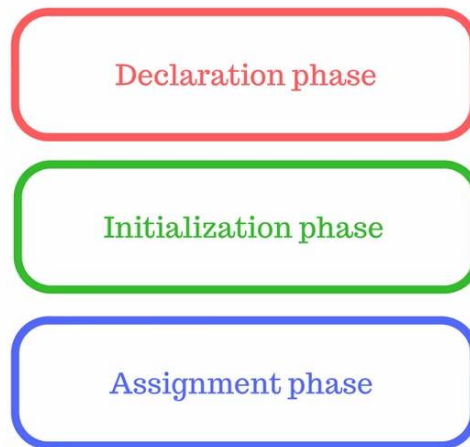 Declaration phase
Initialization phase
Assignment phase